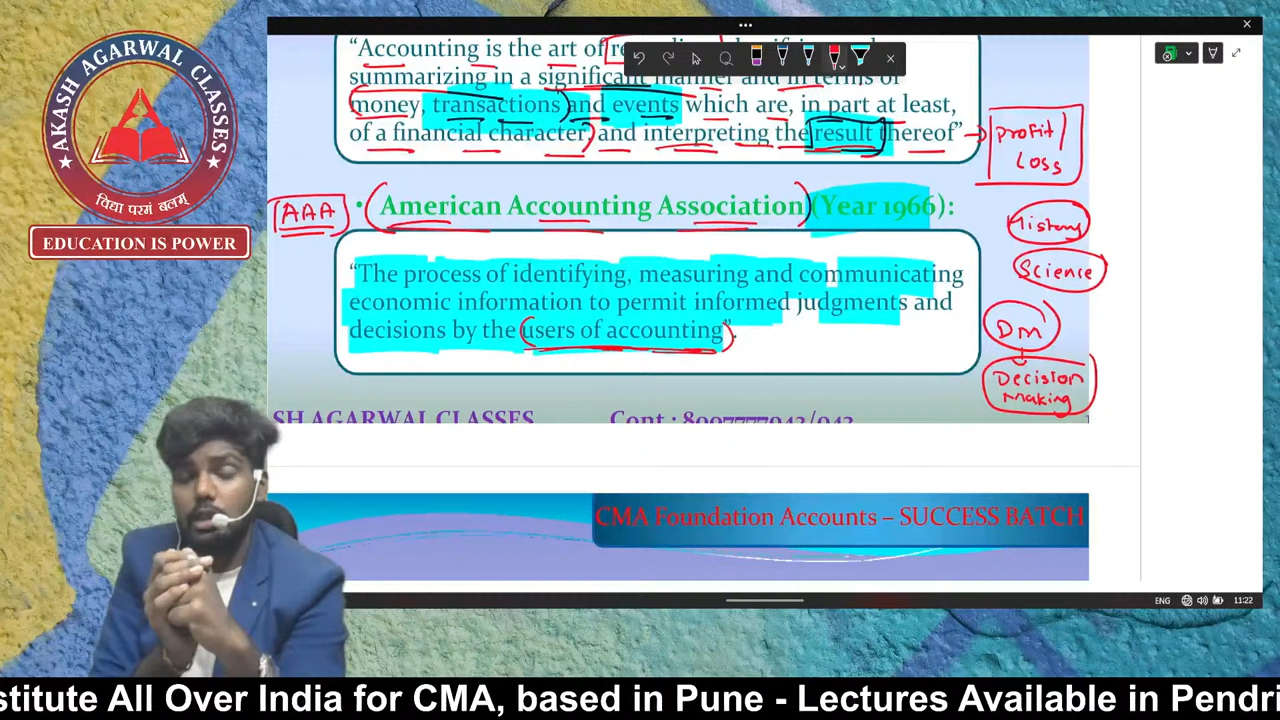 AKASH AGARWAL CLASSES
विद्या परमं बलम्
EDUCATION IS POWER
“Accounting is the art of
summarizing in a significant manner and in terms of
money, transactions and events which are, in part at least,
of a financial character, and interpreting the result thereof”
Profit/
Loss
AAA
• American Accounting Association (Year 1966):
History
Science
“The process of identifying, measuring and communicating
economic information to permit informed judgments and
decisions by the users of accounting”.
DM
Decision
Making
SH AGARWAL CLASSES
Cont :
CMA Foundation Accounts – SUCCESS BATCH
ENG
11:22
stitute All Over India for CMA, based in Pune - Lectures Available in Pendri